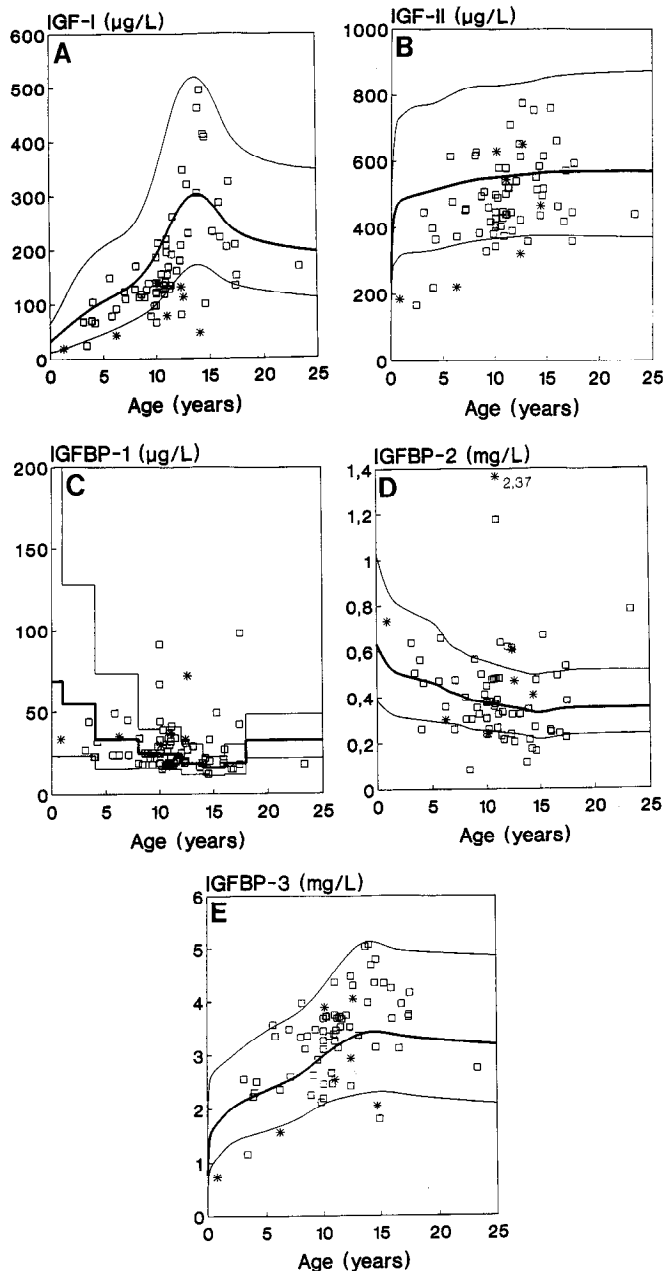 IGF-I (µg/L)
A
600
500
400
300
200
100
0
0 5 10 15 20 25
Age (years)
IGF-II (µg/L)
B
1000
800
600
400
200
0
0 5 10 15 20 25
Age (years)
IGFBP-1 (µg/L)
C
200
150
100
50
0
0 5 10 15 20 25
Age (years)
IGFBP-2 (mg/L)
D
2,37
1,4
1,2
1
0,8
0,6
0,4
0,2
0
0 5 10 15 20 25
Age (years)
IGFBP-3 (mg/L)
E
6
5
4
3
2
1
0
0 5 10 15 20 25
Age (years)